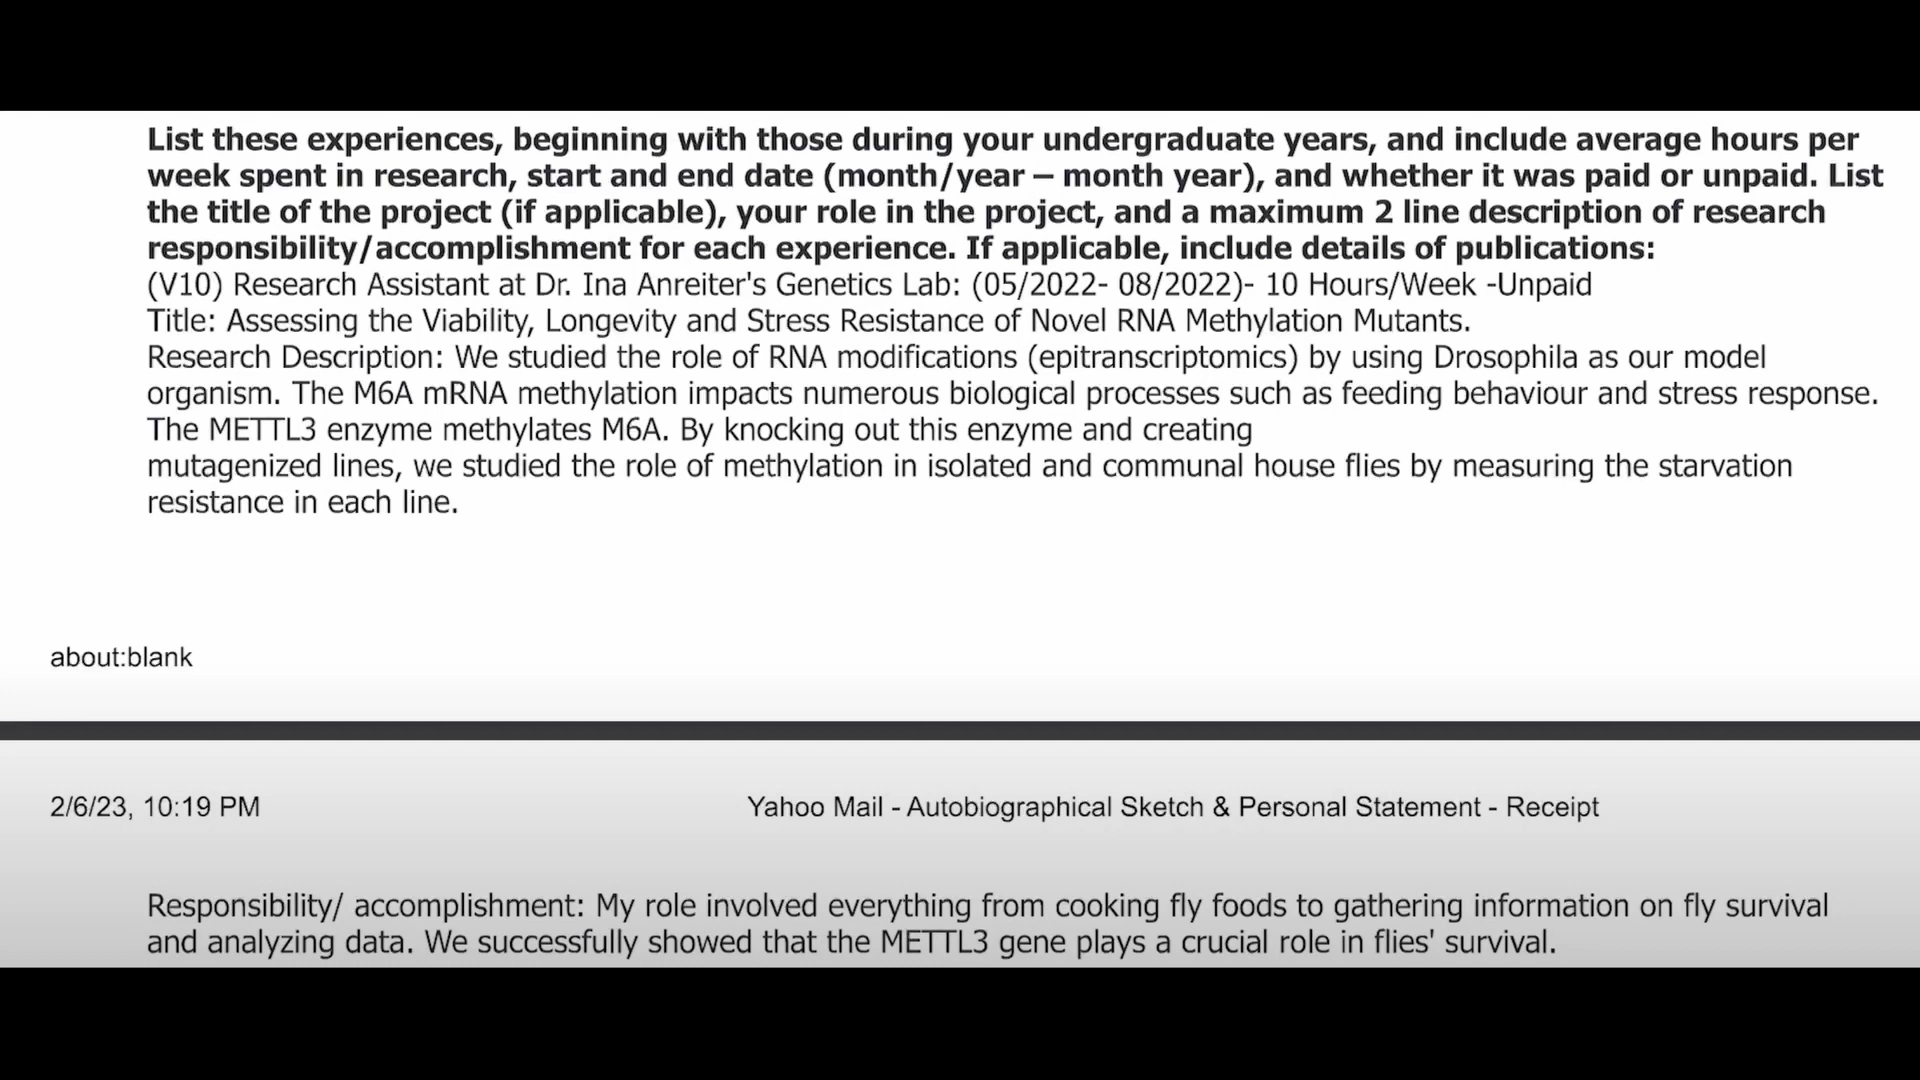 List these experiences, beginning with those during your undergraduate years, and include average hours per
week spent in research, start and end date (month/year – month year), and whether it was paid or unpaid. List
the title of the project (if applicable), your role in the project, and a maximum 2 line description of research
responsibility/accomplishment for each experience. If applicable, include details of publications:
(V10) Research Assistant at Dr. Ina Anreiter's Genetics Lab: (05/2022- 08/2022)- 10 Hours/Week -Unpaid
Title: Assessing the Viability, Longevity and Stress Resistance of Novel RNA Methylation Mutants.
Research Description: We studied the role of RNA modifications (epitranscriptomics) by using Drosophila as our model
organism. The M6A mRNA methylation impacts numerous biological processes such as feeding behaviour and stress response.
The METTL3 enzyme methylates M6A. By knocking out this enzyme and creating
mutagenized lines, we studied the role of methylation in isolated and communal house flies by measuring the starvation
resistance in each line.
about:blank
2/6/23, 10:19 PM Yahoo Mail - Autobiographical Sketch & Personal Statement - Receipt
Responsibility/ accomplishment: My role involved everything from cooking fly foods to gathering information on fly survival
and analyzing data. We successfully showed that the METTL3 gene plays a crucial role in flies' survival.